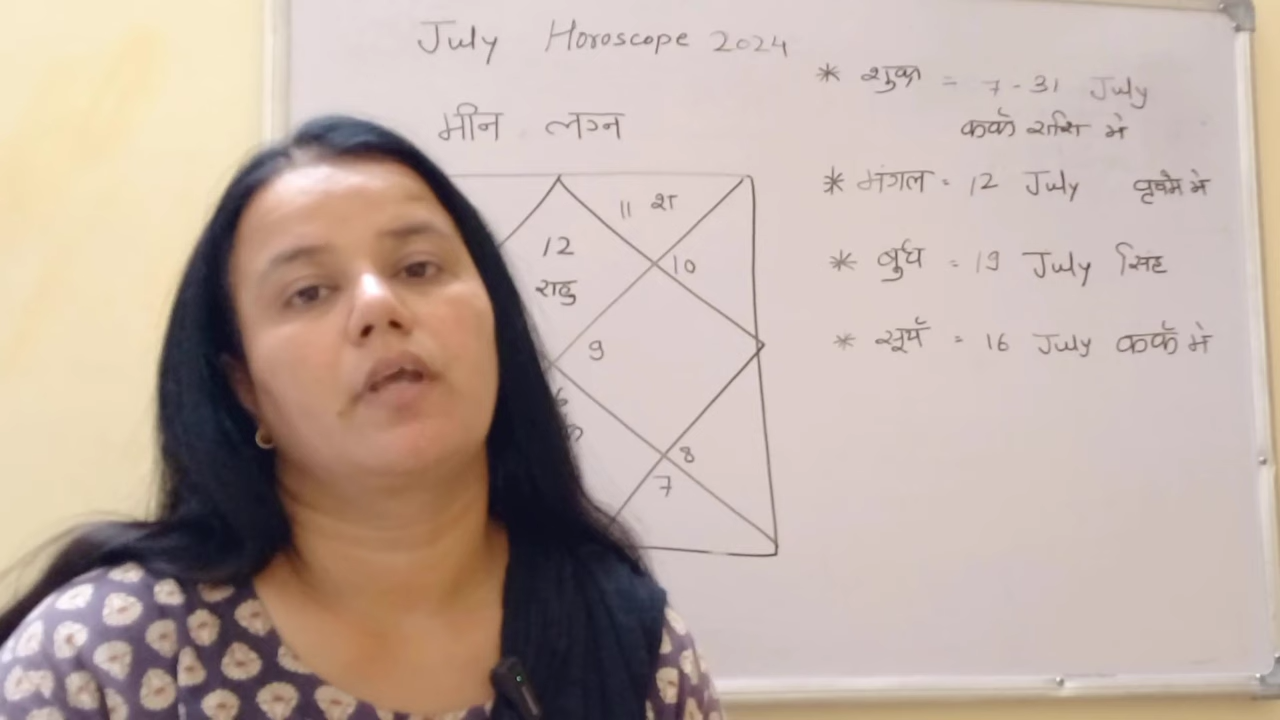 July Horoscope 2024
मीन लग्न
11 श
12
राहु
10
9
6
8
7
* शुक्र = 7 - 31 July
कर्क राशि मे
* मंगल = 12 July वृषभ मे
* बुध = 19 July सिंह
* सूर्य = 16 July कर्क मे